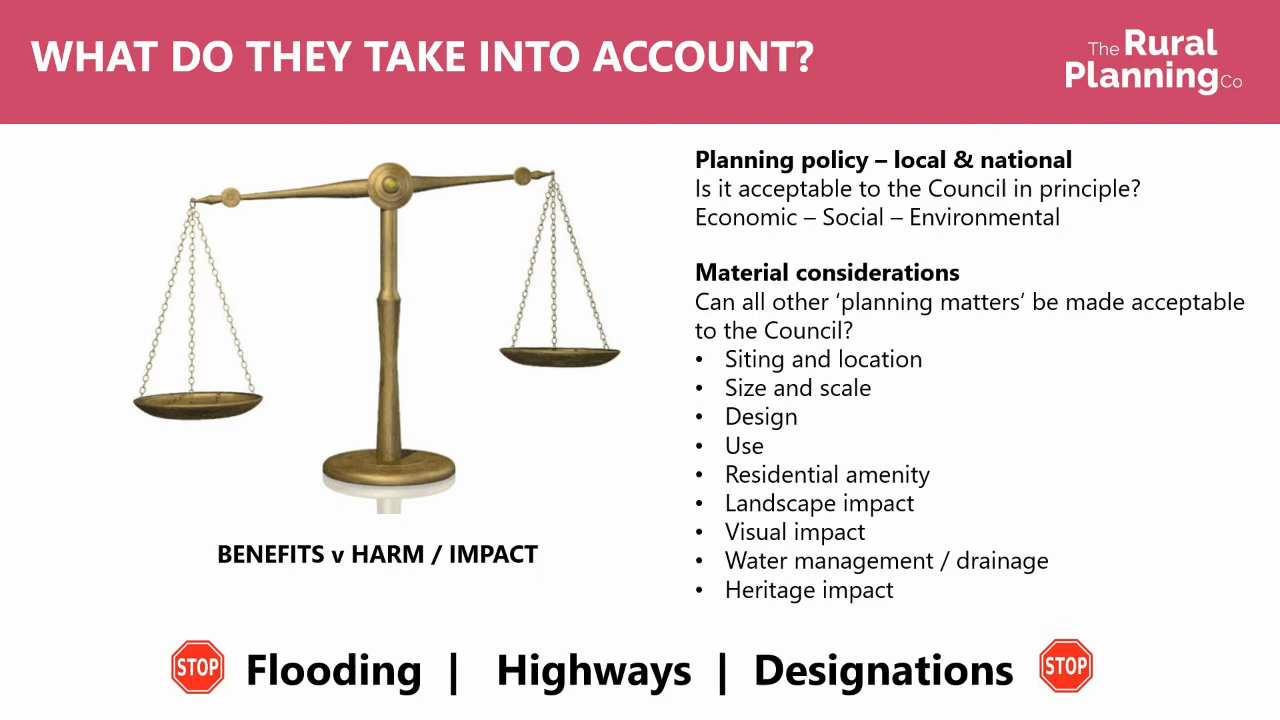 WHAT DO THEY TAKE INTO ACCOUNT?
The Rural
Planning Co
Planning policy – local & national
Is it acceptable to the Council in principle?
Economic – Social – Environmental
Material considerations
Can all other ‘planning matters’ be made acceptable
to the Council?
• Siting and location
• Size and scale
• Design
• Use
• Residential amenity
• Landscape impact
• Visual impact
• Water management / drainage
• Heritage impact
BENEFITS v HARM / IMPACT
STOP Flooding | Highways | Designations STOP